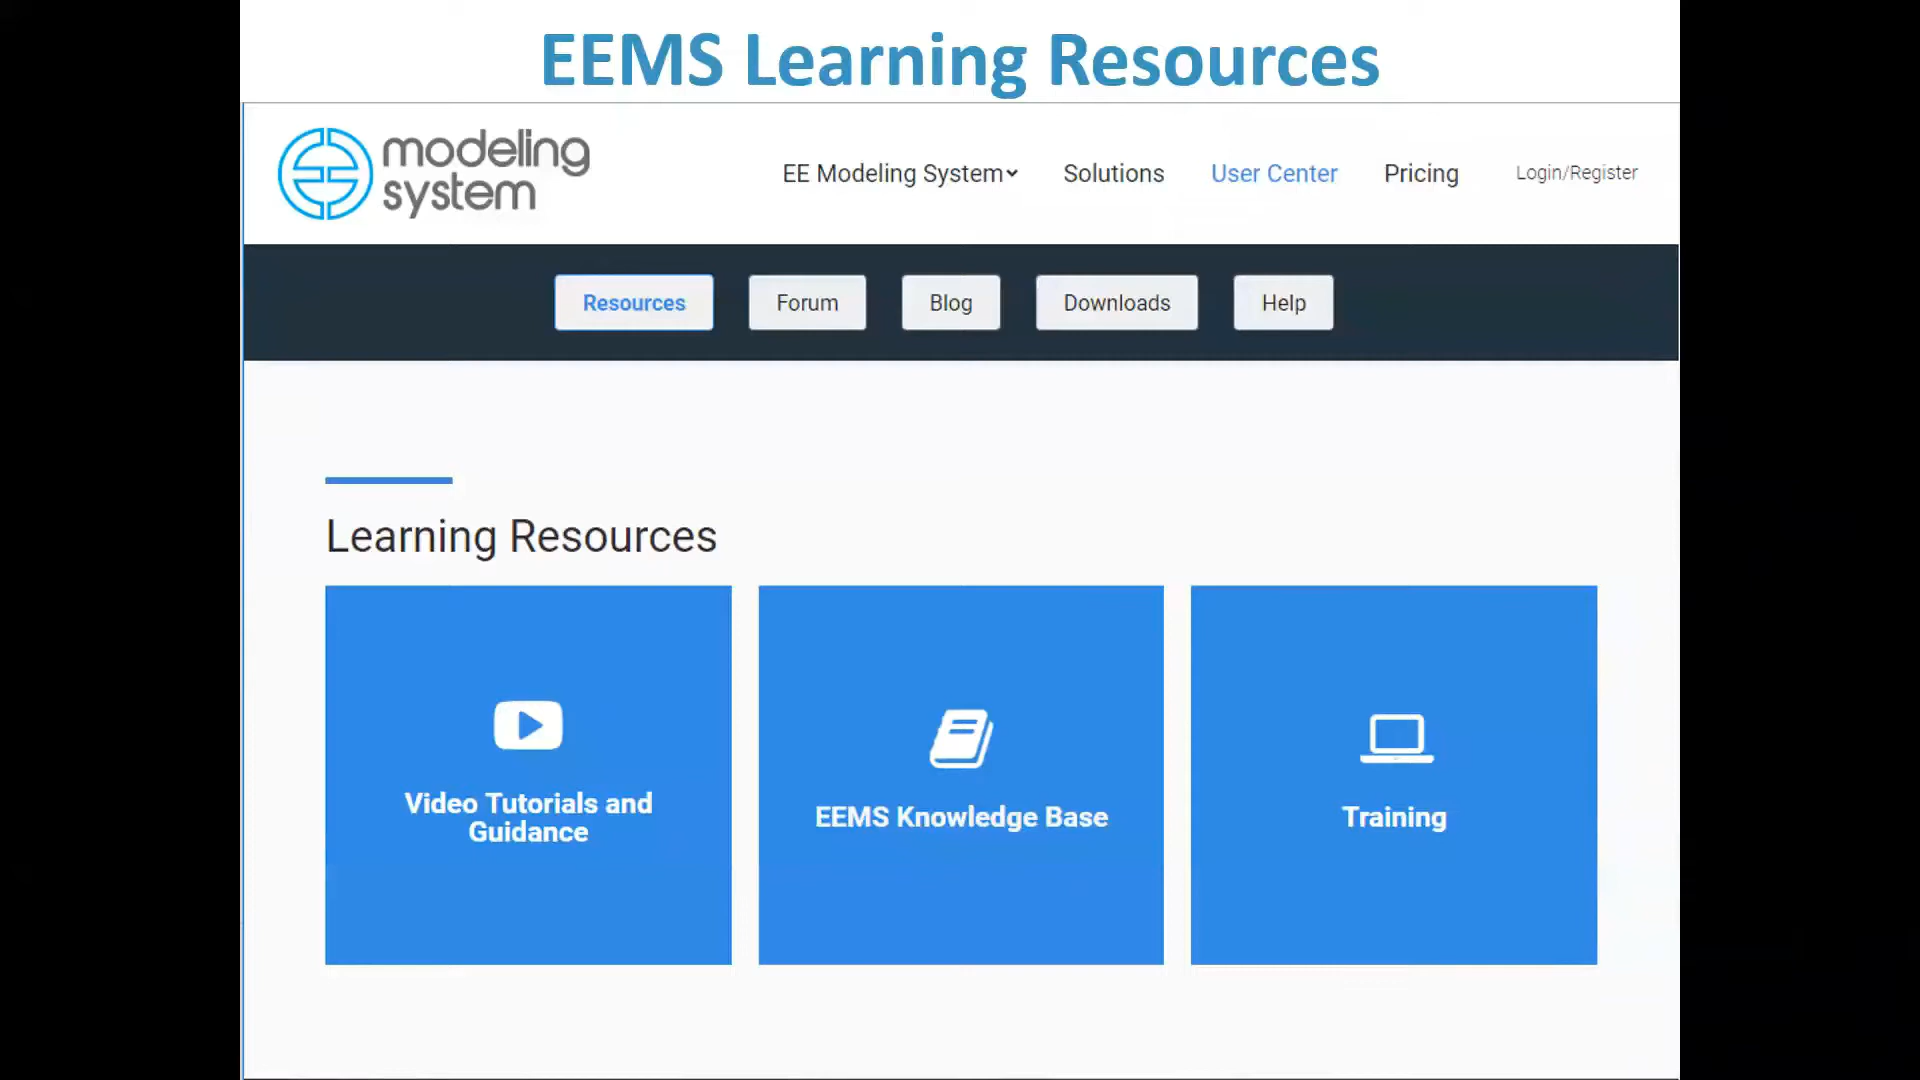 EEMS Learning Resources
modeling
system
EE Modeling System
Solutions
User Center
Pricing
Login/Register
Resources
Forum
Blog
Downloads
Help
Learning Resources
Video Tutorials and
Guidance
EEMS Knowledge Base
Training